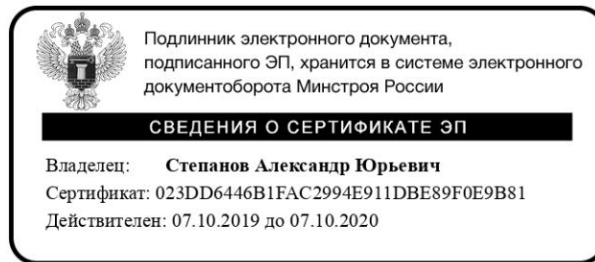 Подлинник электронного документа,
подписанного ЭП, хранится в системе электронного
документоборота Минстроя России
СВЕДЕНИЯ О СЕРТИФИКАТЕ ЭП
Владелец: Степанов Александр Юрьевич
Сертификат: 023DD6446B1FAC2994E911DBE89F0E9B81
Действителен: 07.10.2019 до 07.10.2020